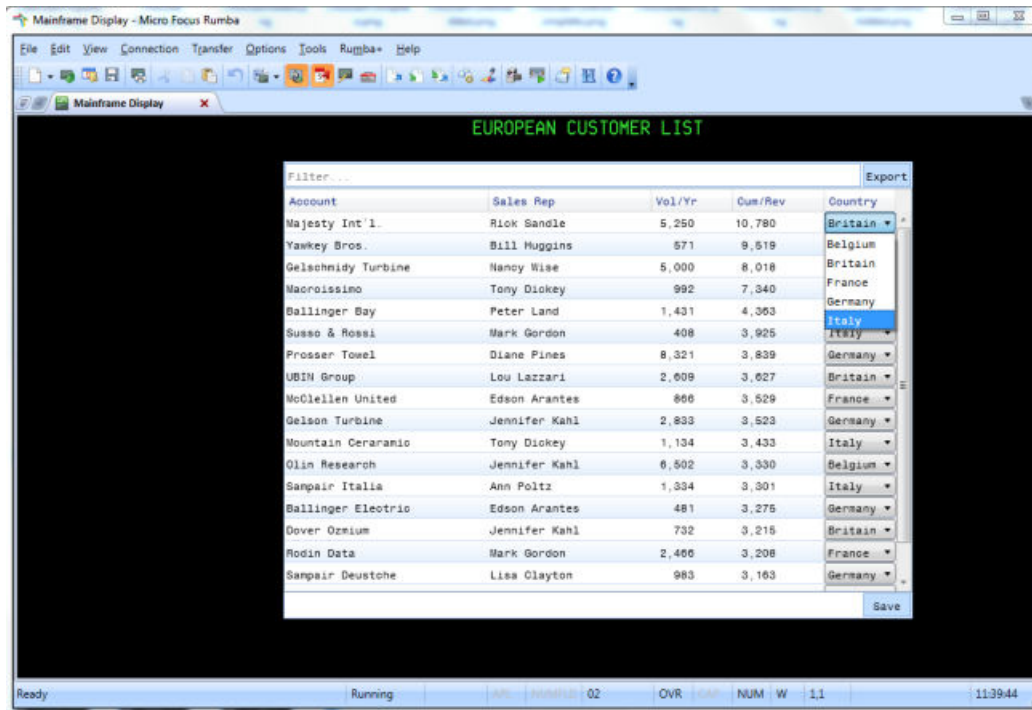 Mainframe Display - Micro Focus Rumba
File Edit View Connection Transfer Options Tools Rumba+ Help
Mainframe Display
EUROPEAN CUSTOMER LIST
Filter... Export
Account Sales Rep Vol/Yr Cum/Rev Country
Majesty Int'l. Rick Sandle 5,250 10,780 Britain
Yawkey Bros. Bill Huggins 571 9,519 Belgium
Gelschmidy Turbine Nancy Wise 5,000 8,018 Britain
Macroissimo Tony Dickey 992 7,340 France
Ballinger Bay Peter Land 1,431 4,363 Germany
Italy
Susso & Rossi Mark Gordon 408 3,925 Italy
Prosser Towel Diane Pines 8,321 3,839 Germany
UBIN Group Lou Lazzari 2,609 3,627 Britain
McClellen United Edson Arantes 866 3,529 France
Gelson Turbine Jennifer Kahl 2,833 3,523 Germany
Mountain Ceraramic Tony Dickey 1,134 3,433 Italy
Olin Research Jennifer Kahl 6,502 3,330 Belgium
Sampair Italia Ann Poltz 1,334 3,301 Italy
Ballinger Electric Edson Arantes 481 3,275 Germany
Dover Ozmium Jennifer Kahl 732 3,215 Britain
Rodin Data Mark Gordon 2,466 3,208 France
Sampair Deustche Lisa Clayton 983 3,163 Germany
Save
Ready Running 02 OVR CAP NUM W 1,1 11:39:44